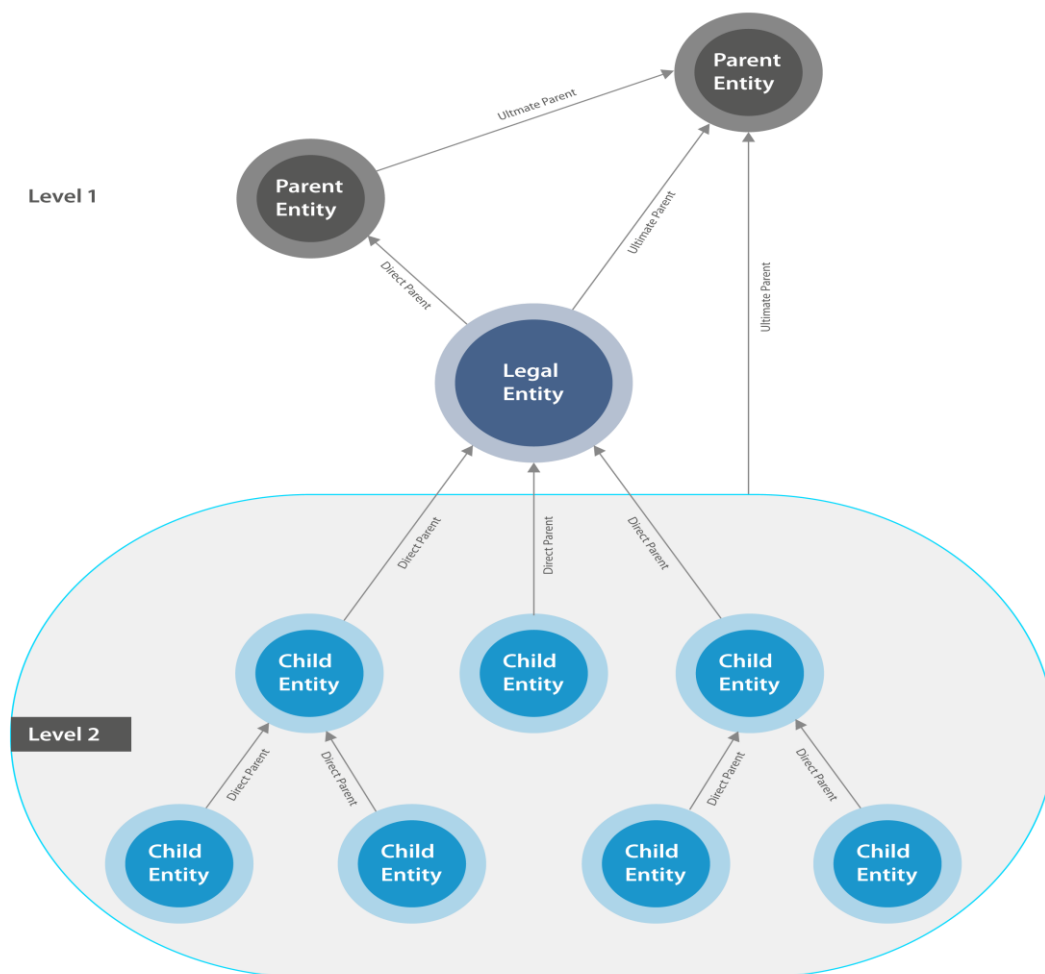 Parent
Entity
Ultmate Parent
Parent
Entity
Level 1
Ultimate Parent
Direct Parent
Ultimate Parent
Legal
Entity
Direct Parent
Direct Parent
Direct Parent
Child
Entity
Child
Entity
Child
Entity
Level 2
Direct Parent
Direct Parent
Direct Parent
Direct Parent
Child
Entity
Child
Entity
Child
Entity
Child
Entity